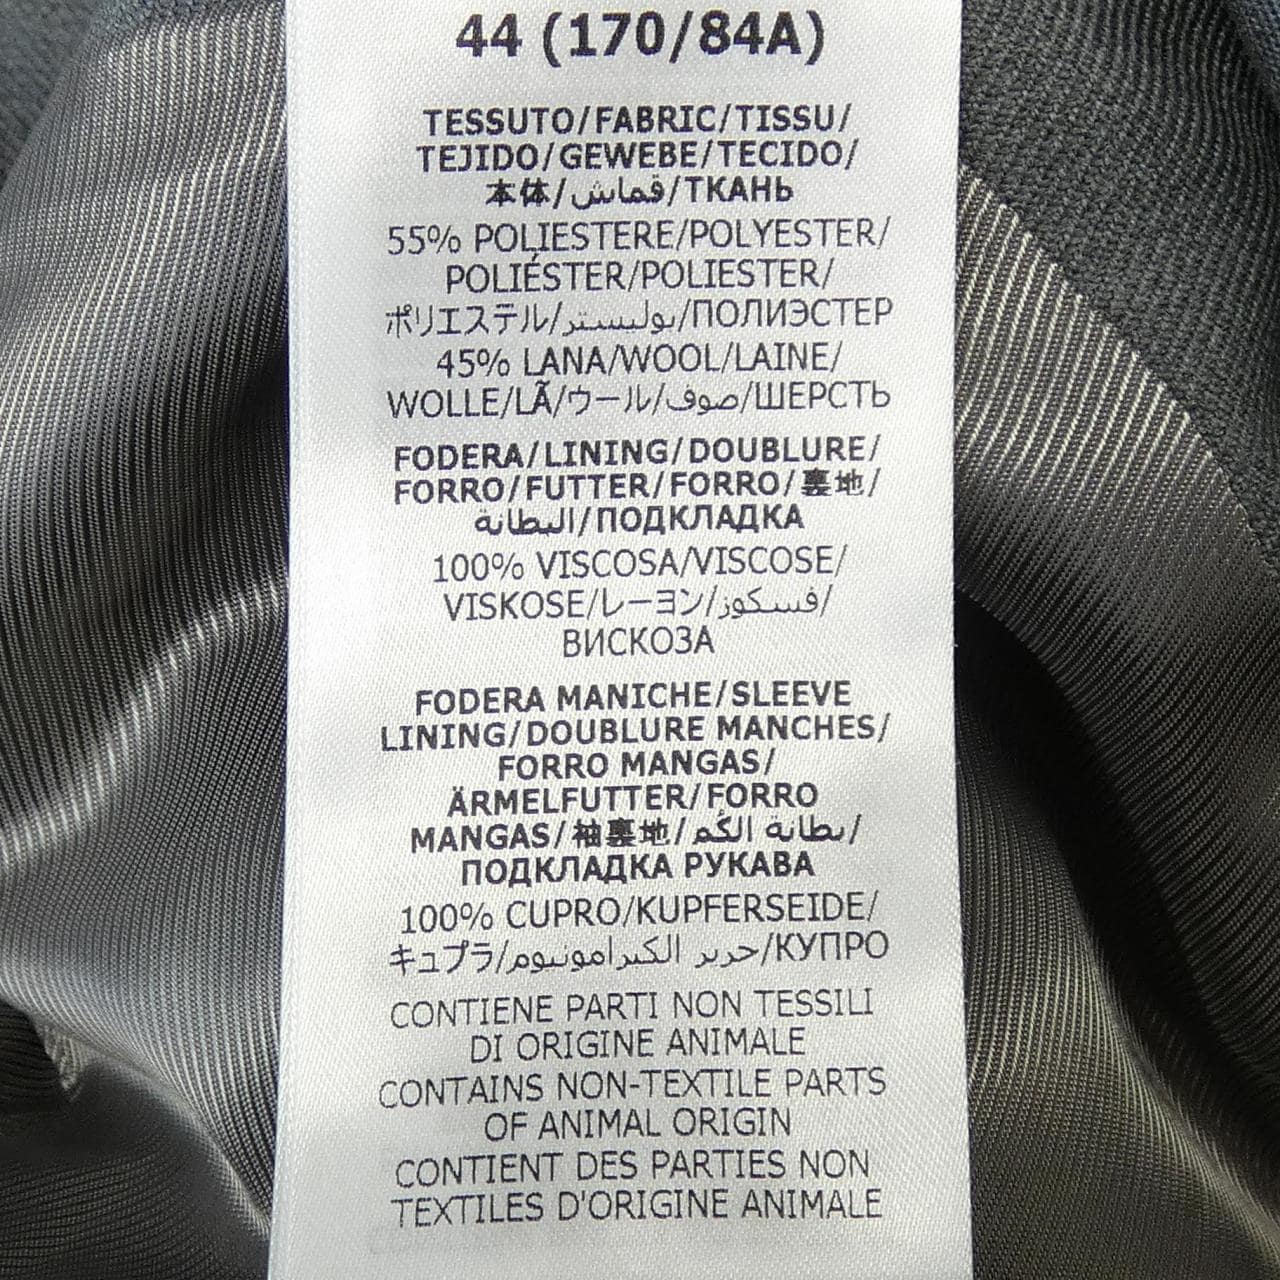 44 (170/84A)
TESSUTO/FABRIC/TISSU/
TEJIDO/GEWEBE/TECIDO/
本体/قماش/ТКАНЬ
55% POLIESTERE/POLYESTER/
POLIÉSTER/POLIESTER/
ポリエステル/بوليستر/ПОЛИЭСТЕР
45% LANA/WOOL/LAINE/
WOLLE/LÃ/ウール/صوف/ШЕРСТЬ
FODERA/LINING/DOUBLURE/
FORRO/FUTTER/FORRO/裏地/
البطانة/ПОДКЛАДКА
100% VISCOSA/VISCOSE/
VISKOSE/レーヨン/فسكوز/
ВИСКОЗА
FODERA MANICHE/SLEEVE
LINING/DOUBLURE MANCHES/
FORRO MANGAS/
ÄRMELFUTTER/FORRO
MANGAS/袖裏地/بطانة الكُم/
ПОДКЛАДКА РУКАВА
100% CUPRO/KUPFERSEIDE/
キュプラ/حرير الكبرامونيوم/КУПРО
CONTIENE PARTI NON TESSILI
DI ORIGINE ANIMALE
CONTAINS NON-TEXTILE PARTS
OF ANIMAL ORIGIN
CONTIENT DES PARTIES NON
TEXTILES D'ORIGINE ANIMALE